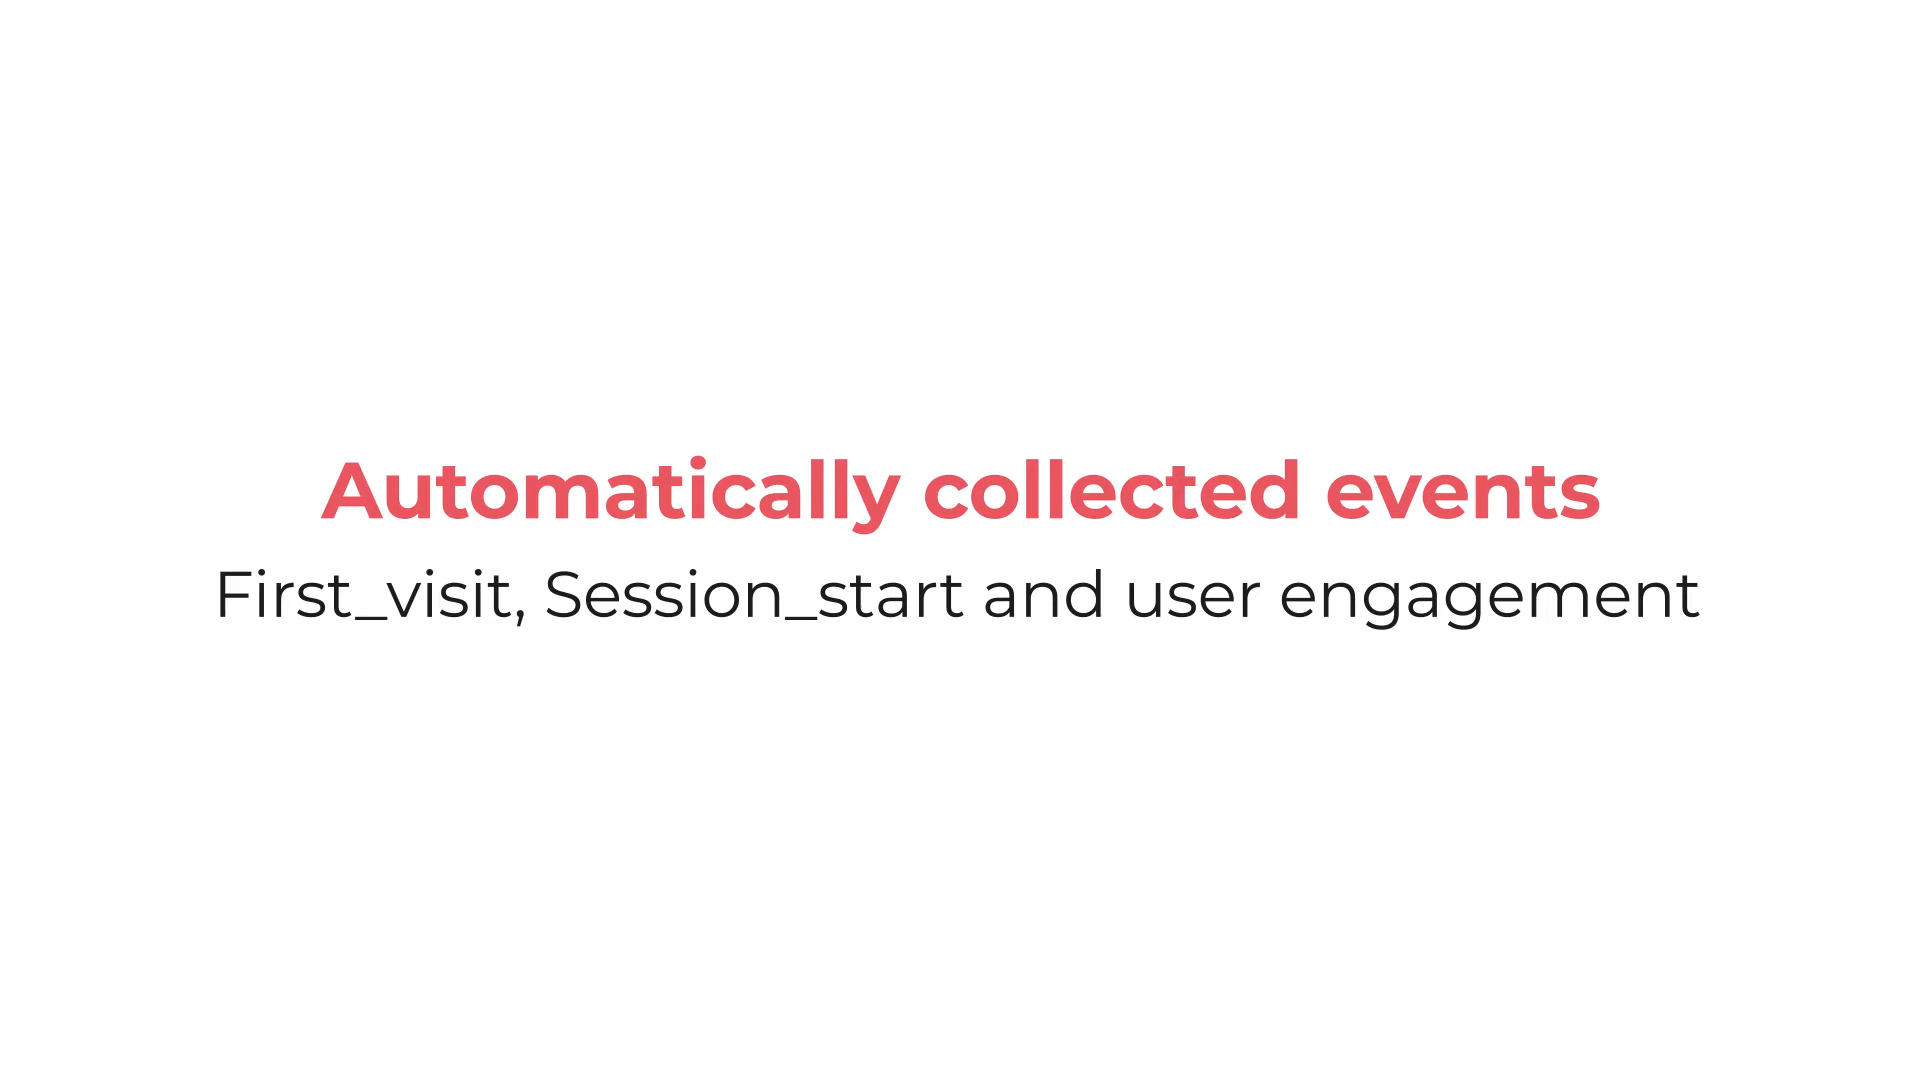 Automatically collected events
First_visit, Session_start and user engagement